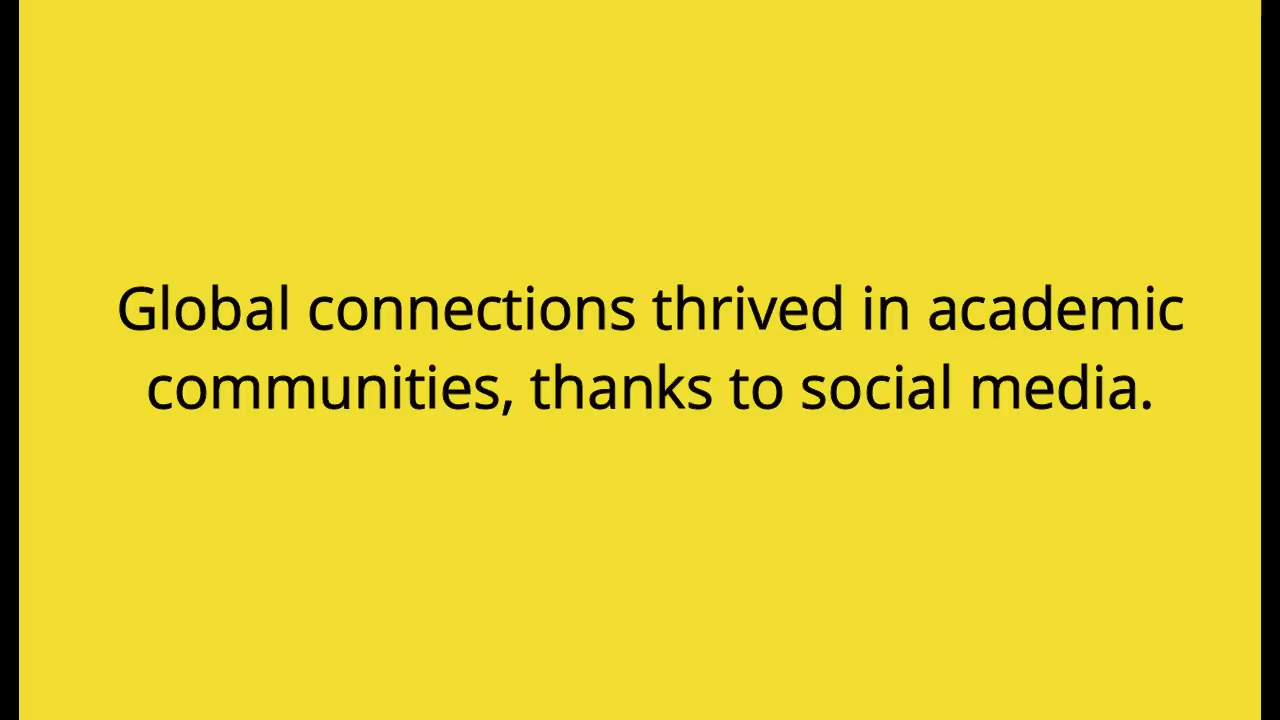 Global connections thrived in academic
communities, thanks to social media.